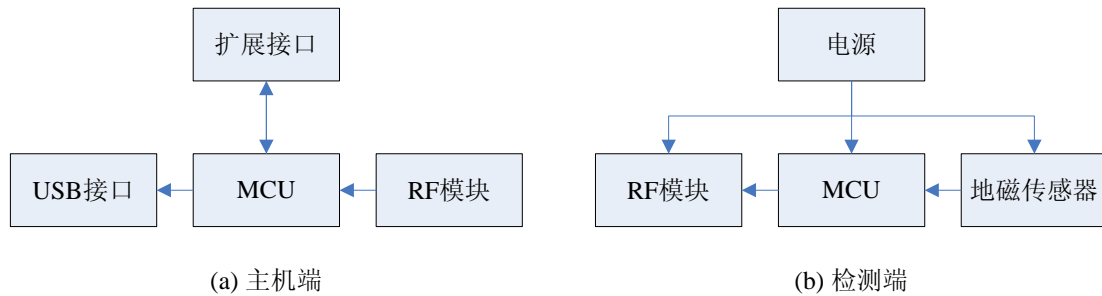 扩展接口
USB接口
MCU
RF模块
(a) 主机端
电源
RF模块
MCU
地磁传感器
(b) 检测端